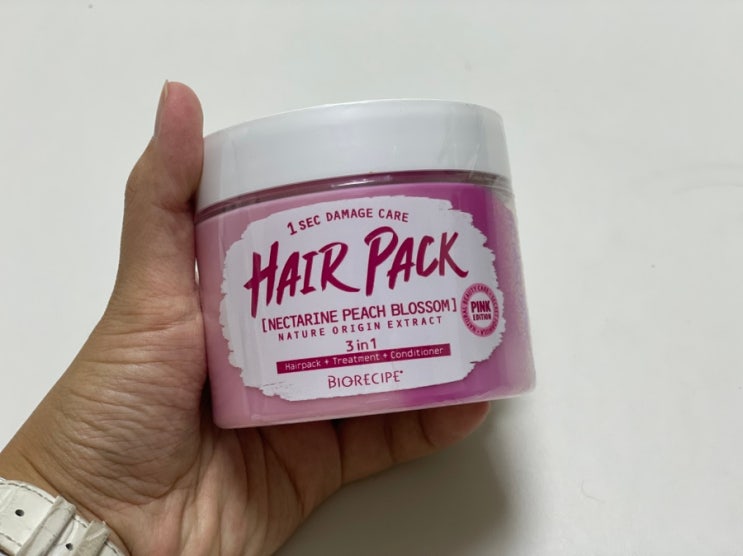 1 SEC DAMAGE CARE
HAIR PACK
[NECTARINE PEACH BLOSSOM]
NATURE ORIGIN EXTRACT
3 in 1
Hairpack + Treatment + Conditioner
BIORECIPE
PINK
EDITION